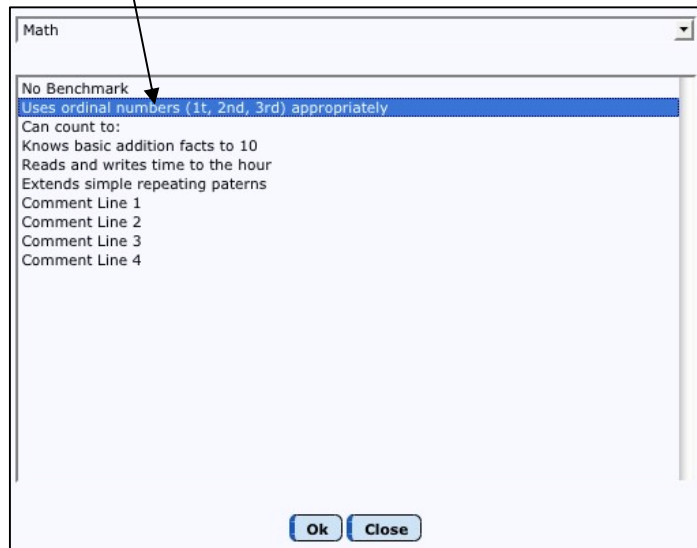 Math
No Benchmark
Uses ordinal numbers (1t, 2nd, 3rd) appropriately
Can count to:
Knows basic addition facts to 10
Reads and writes time to the hour
Extends simple repeating paterns
Comment Line 1
Comment Line 2
Comment Line 3
Comment Line 4
Ok Close